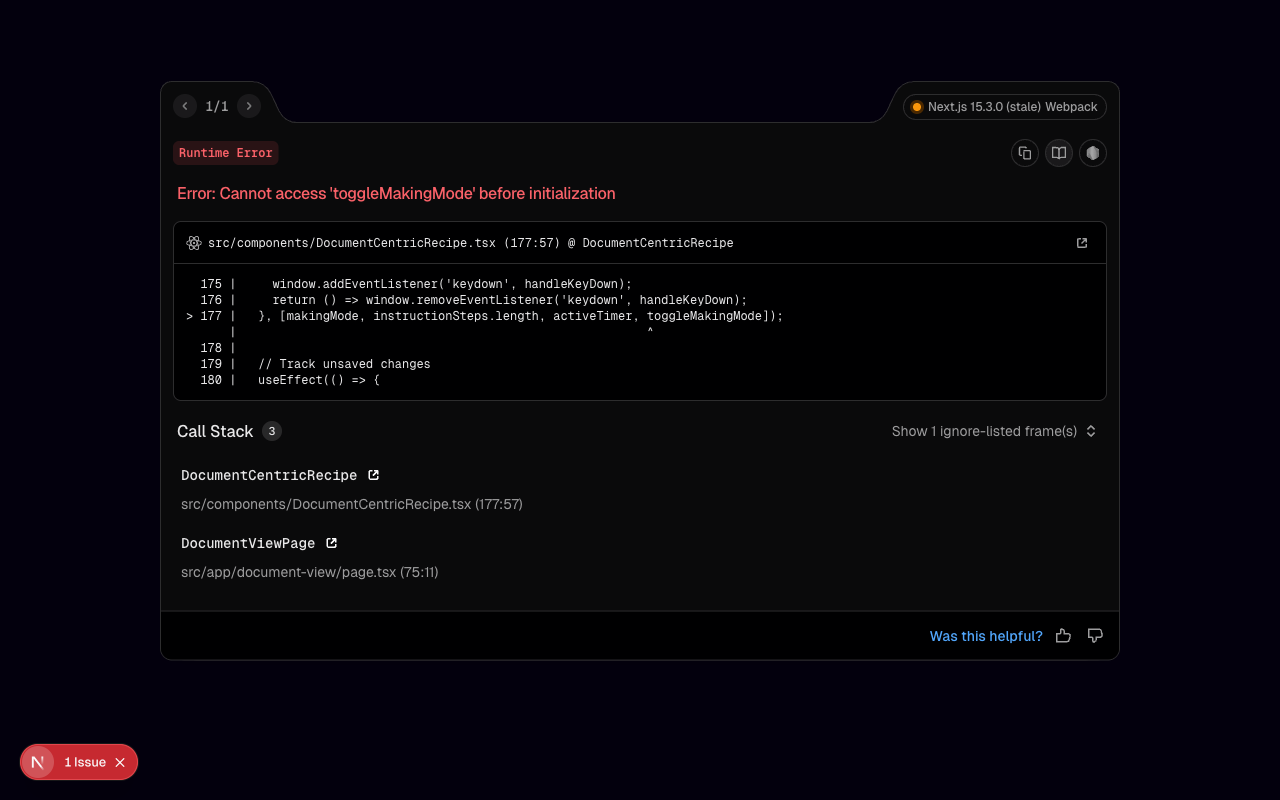 1/1
Next.js 15.3.0 (stale) Webpack
Runtime Error
Error: Cannot access 'toggleMakingMode' before initialization
src/components/DocumentCentricRecipe.tsx (177:57) @ DocumentCentricRecipe
  175 |     window.addEventListener('keydown', handleKeyDown);
  176 |     return () => window.removeEventListener('keydown', handleKeyDown);
> 177 |   }, [makingMode, instructionSteps.length, activeTimer, toggleMakingMode]);
      |                                                         ^
  178 |
  179 |   // Track unsaved changes
  180 |   useEffect(() => {
Call Stack 3
Show 1 ignore-listed frame(s)
DocumentCentricRecipe
src/components/DocumentCentricRecipe.tsx (177:57)
DocumentViewPage
src/app/document-view/page.tsx (75:11)
Was this helpful?
N 1 Issue